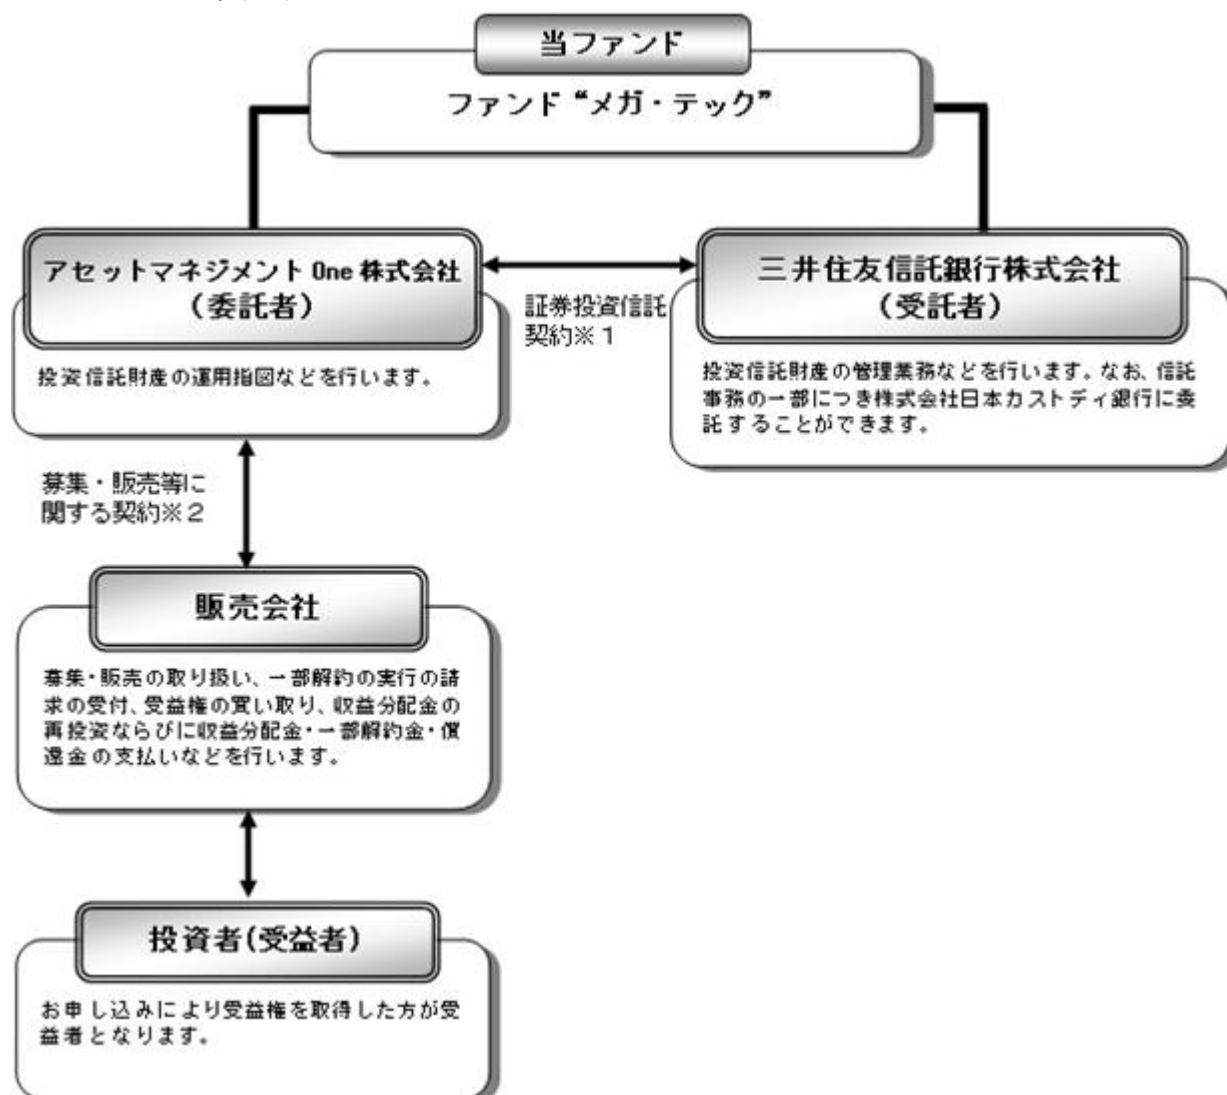 当ファンド
ファンド“メガ・テック”
アセットマネジメントOne株式会社
(委託者)
投資信託財産の運用指図などを行います。
証券投資信託
契約※1
三井住友信託銀行株式会社
(受託者)
投資信託財産の管理業務などを行います。なお、信託
事務の一部につき株式会社日本カストディ銀行に委
託することができます。
募集・販売等に
関する契約※2
販売会社
募集・販売の取り扱い、一部解約の実行の請
求の受付、受益権の買い取り、収益分配金の
再投資ならびに収益分配金・一部解約金・償
還金の支払いなどを行います。
投資者(受益者)
お申し込みにより受益権を取得した方が受
益者となります。